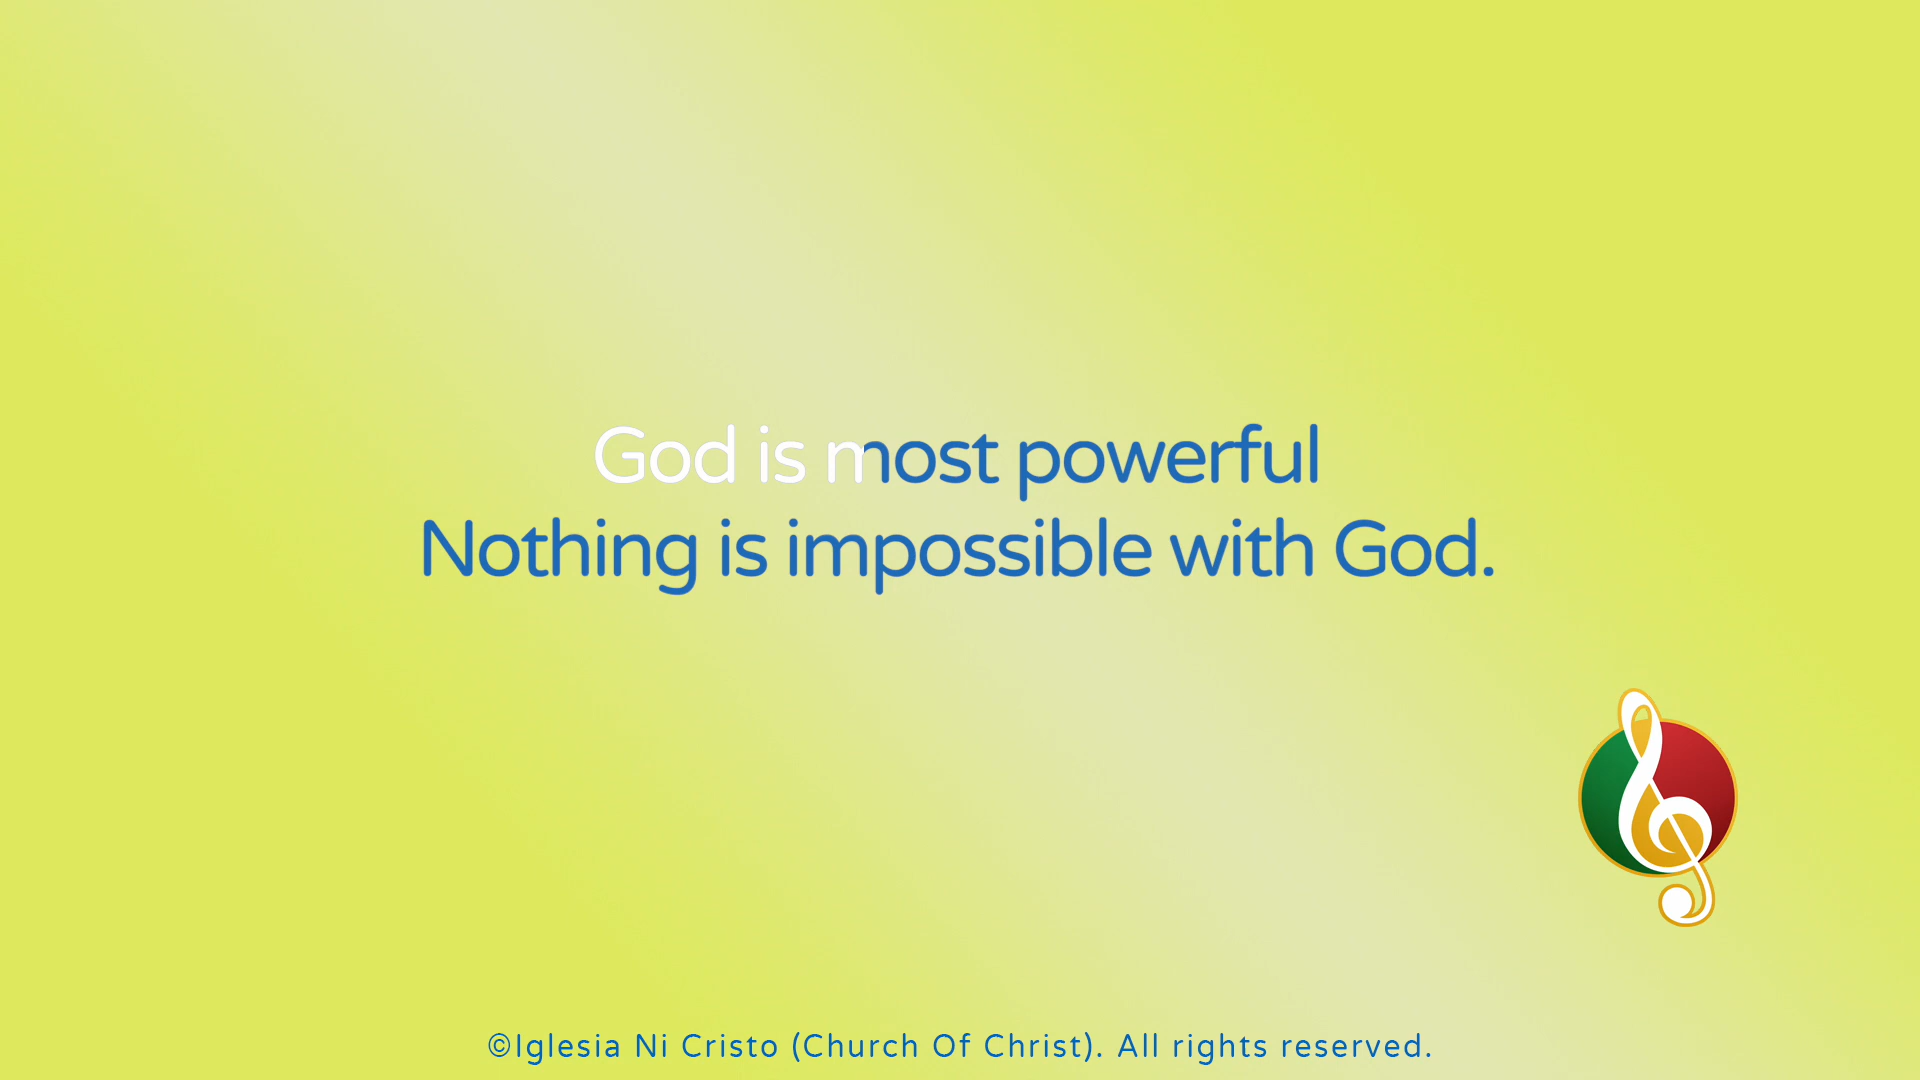 God is most powerful
Nothing is impossible with God.
©Iglesia Ni Cristo (Church Of Christ). All rights reserved.